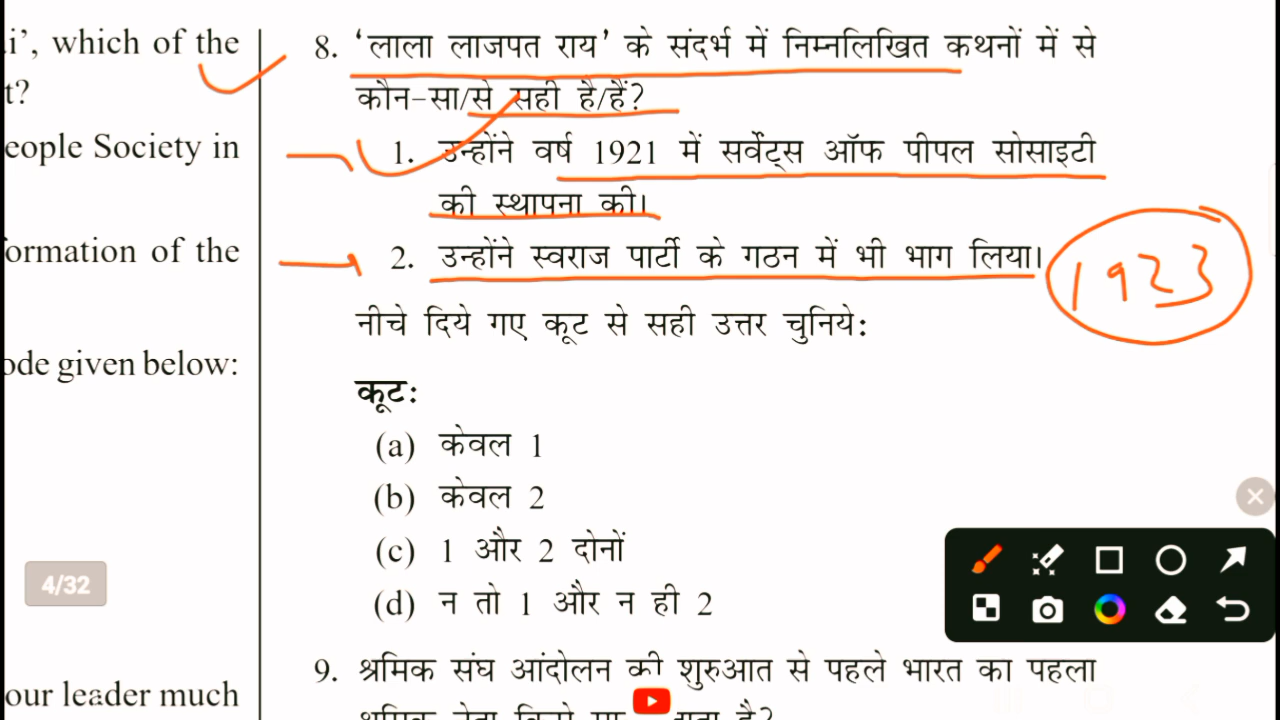 .i’, which of the
t?
eople Society in
ormation of the
ode given below:
4/32
our leader much
8. ‘लाला लाजपत राय’ के संदर्भ में निम्नलिखित कथनों में से
कौन-सा/से सही है/हैं?
1. उन्होंने वर्ष 1921 में सर्वेंट्स ऑफ पीपल सोसाइटी
की स्थापना की।
2. उन्होंने स्वराज पार्टी के गठन में भी भाग लिया।
1923
नीचे दिये गए कूट से सही उत्तर चुनिये:
कूट:
(a) केवल 1
(b) केवल 2
(c) 1 और 2 दोनों
(d) न तो 1 और न ही 2
9. श्रमिक संघ आंदोलन की शुरुआत से पहले भारत का पहला